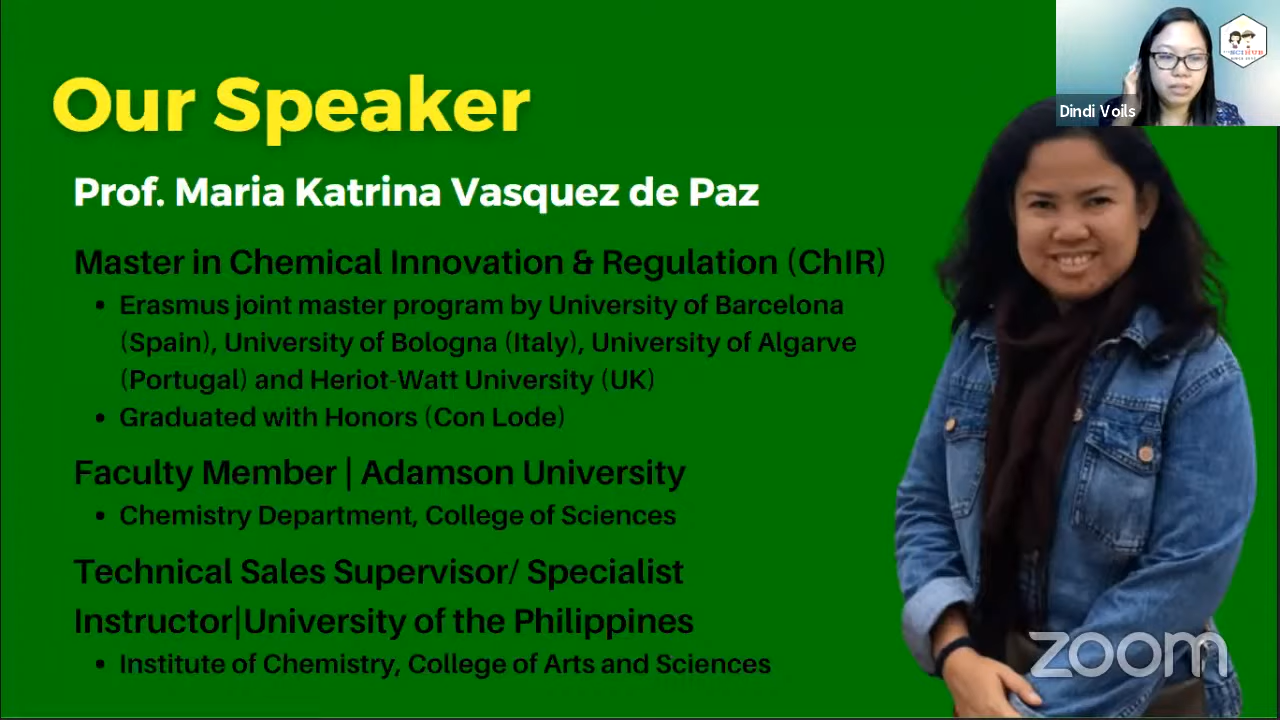 Our Speaker
Prof. Maria Katrina Vasquez de Paz
Master in Chemical Innovation & Regulation (ChIR)
• Erasmus joint master program by University of Barcelona
(Spain), University of Bologna (Italy), University of Algarve
(Portugal) and Heriot-Watt University (UK)
• Graduated with Honors (Con Lode)
Faculty Member | Adamson University
• Chemistry Department, College of Sciences
Technical Sales Supervisor/ Specialist
Instructor|University of the Philippines
• Institute of Chemistry, College of Arts and Sciences
Dindi Voils
SCIHUB
zoom